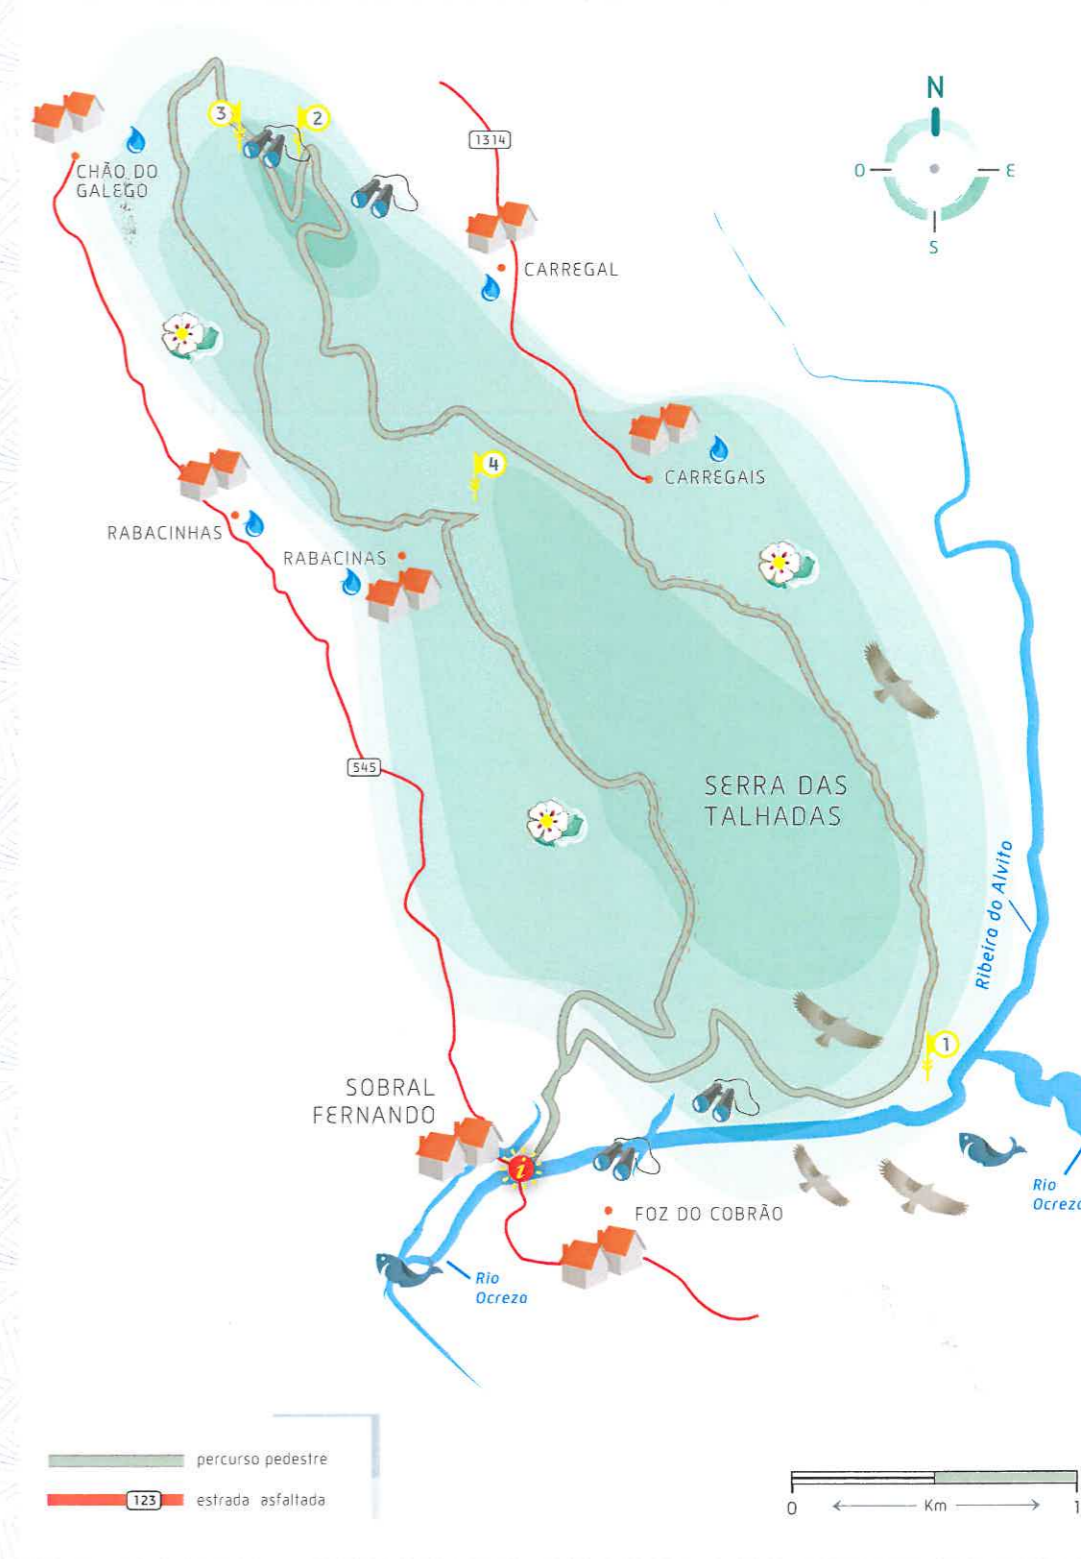 N
O
E
S
3
2
1314
CHÃO DO
GALEGO
CARREGAL
4
CARREGAIS
RABACINHAS
RABACINAS
545
SERRA DAS
TALHADAS
Ribeira do Alvito
1
SOBRAL
FERNANDO
i
Rio
Ocreza
FOZ DO COBRÃO
Rio
Ocreza
percurso pedestre
123
estrada asfaltada
0
Km
1